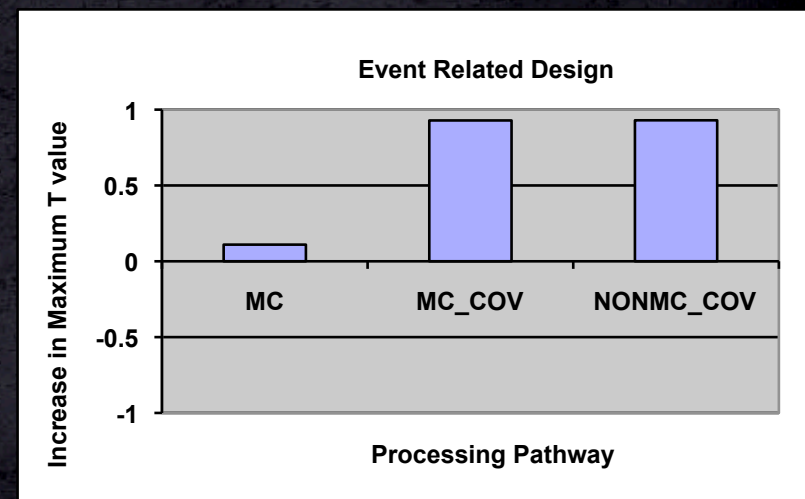 Event Related Design
Increase in Maximum T value
1
0.5
0
-0.5
-1
MC
MC_COV
NONMC_COV
Processing Pathway